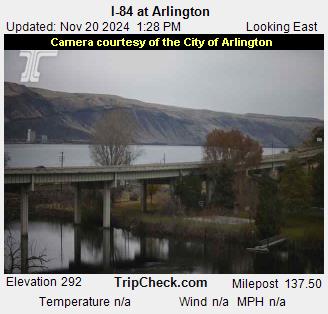 I-84 at Arlington
Updated: Nov 20 2024 1:28 PM Looking East
Camera courtesy of the City of Arlington
Elevation 292 TripCheck.com Milepost 137.50
Temperature n/a Wind n/a MPH n/a